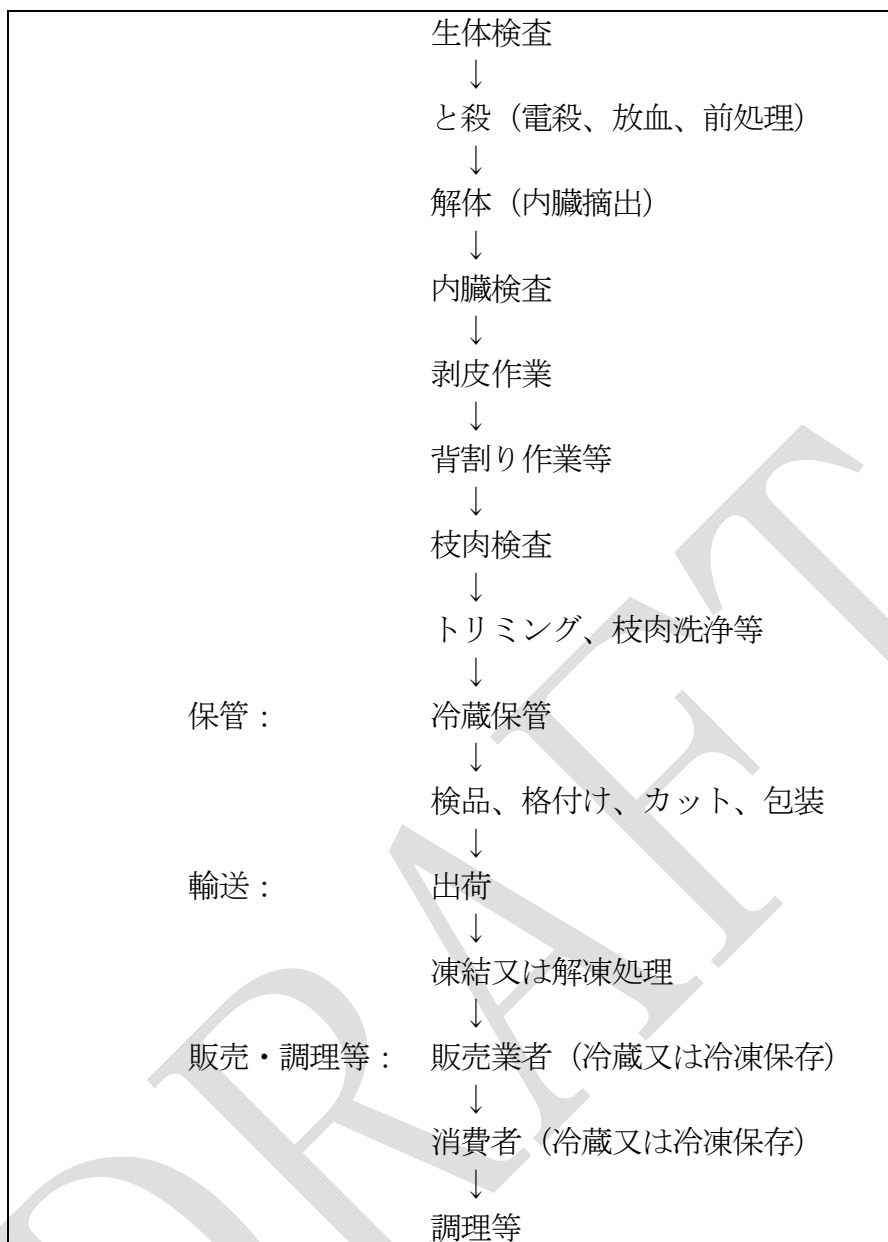 生体検査
↓
と殺（電殺、放血、前処理）
↓
解体（内臓摘出）
↓
内臓検査
↓
剥皮作業
↓
背割り作業等
↓
枝肉検査
↓
トリミング、枝肉洗浄等
↓
保管： 冷蔵保管
↓
検品、格付け、カット、包装
↓
輸送： 出荷
↓
凍結又は解凍処理
↓
販売・調理等： 販売業者（冷蔵又は冷凍保存）
↓
消費者（冷蔵又は冷凍保存）
↓
調理等
DRAFT